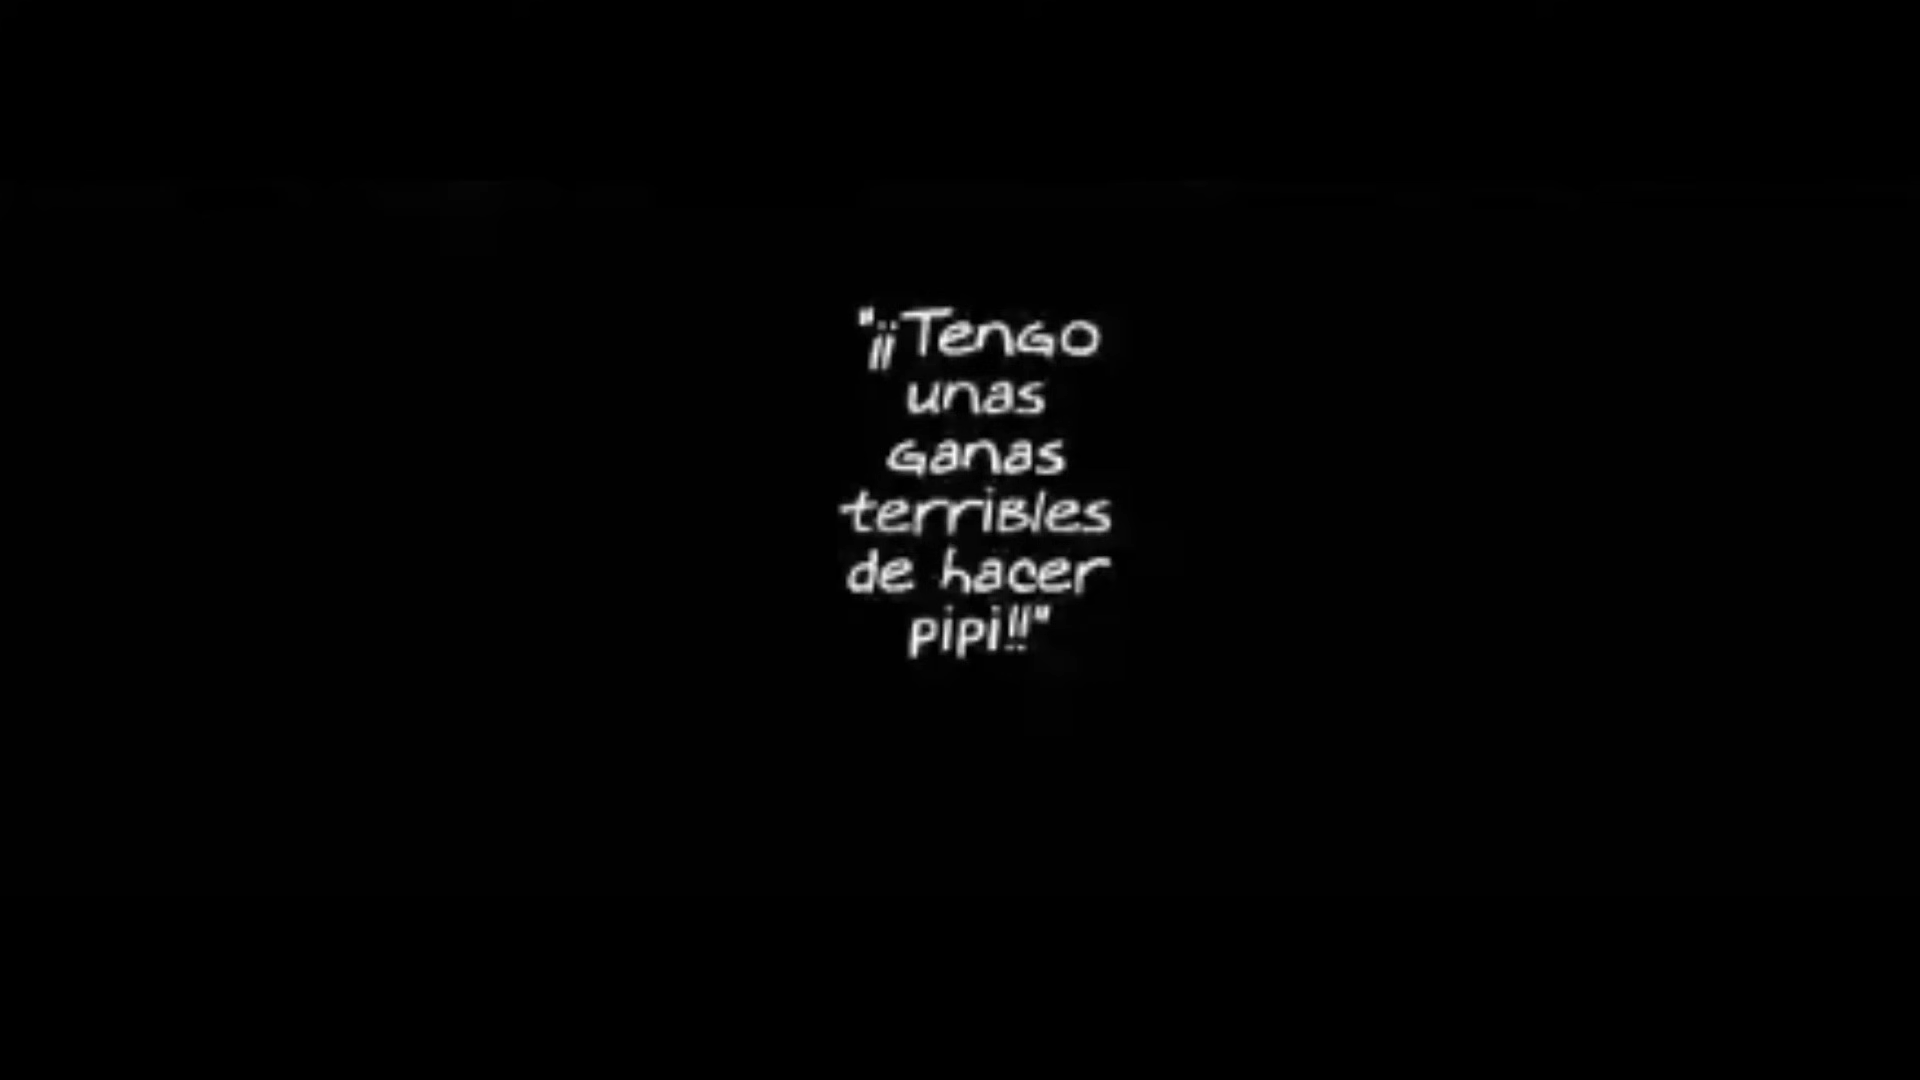 "¡¡Tengo
unas
ganas
terribles
de hacer
pipi!!"